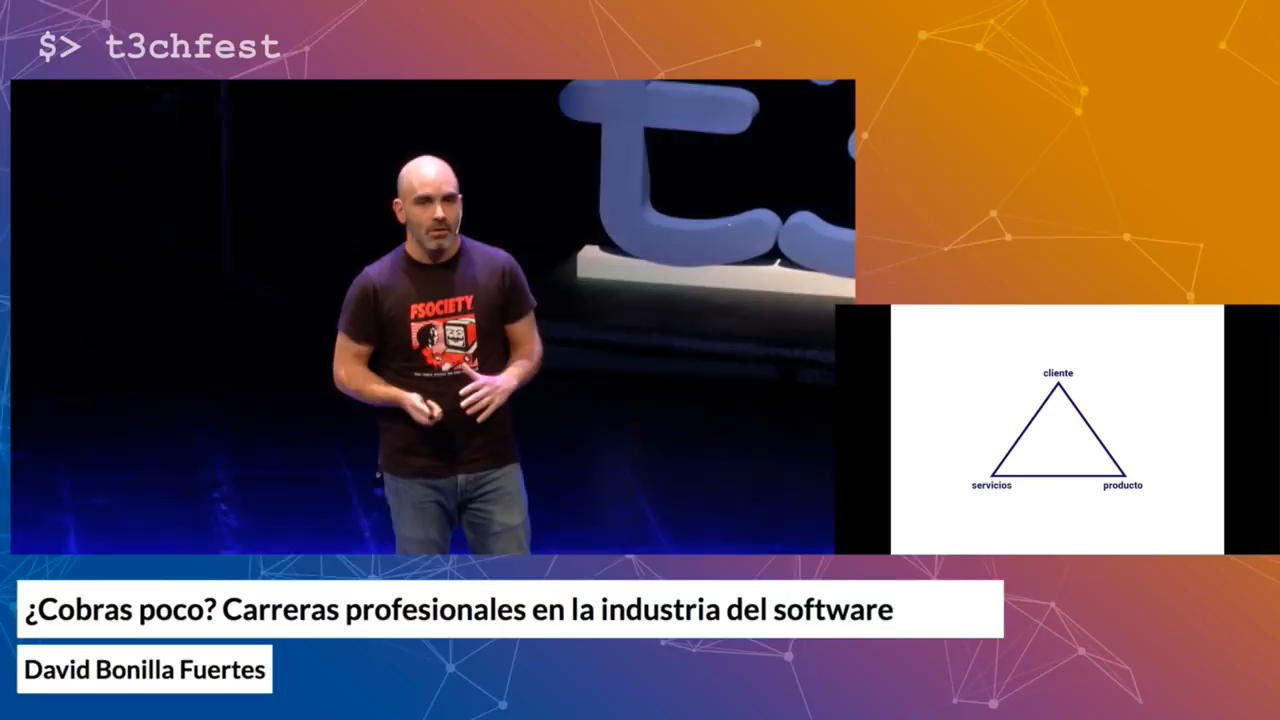 $> t3chfest
FSOCIETY
cliente
servicios
producto
¿Cobras poco? Carreras profesionales en la industria del software
David Bonilla Fuertes